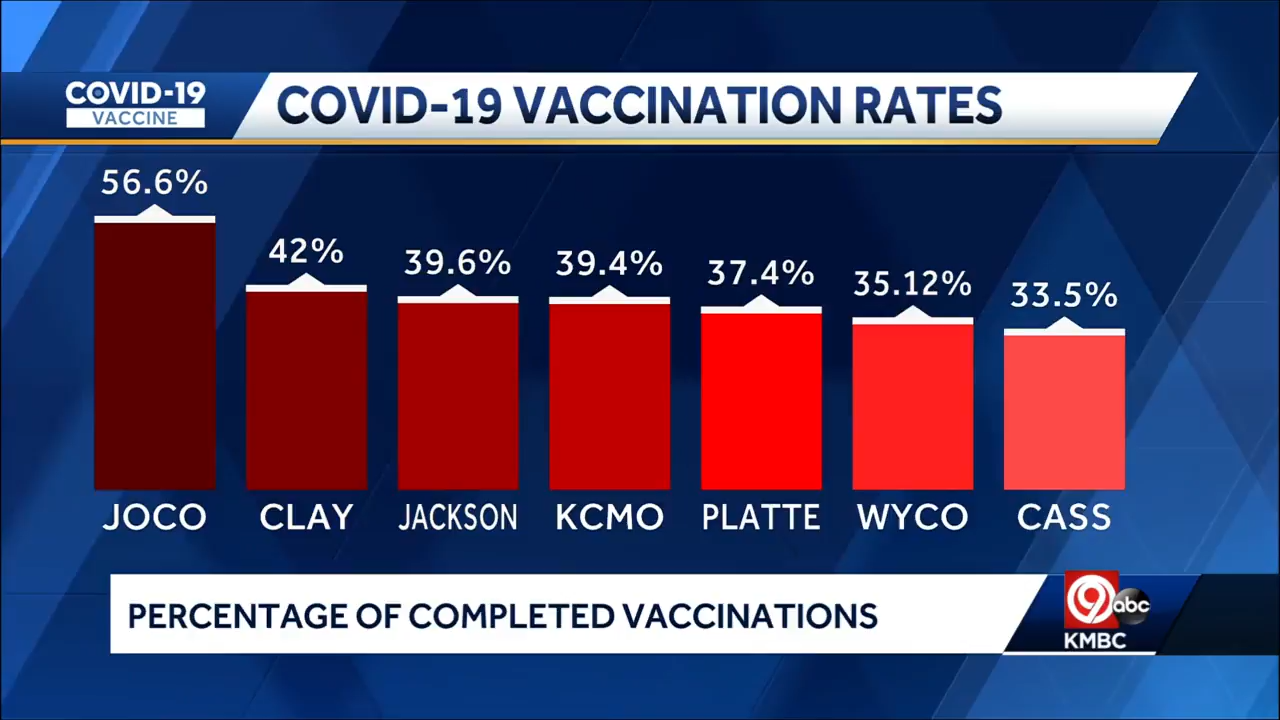 COVID-19
VACCINE
COVID-19 VACCINATION RATES
56.6%
42%
39.6%
39.4%
37.4%
35.12%
33.5%
JOCO
CLAY
JACKSON
KCMO
PLATTE
WYCO
CASS
PERCENTAGE OF COMPLETED VACCINATIONS
9 abc
KMBC